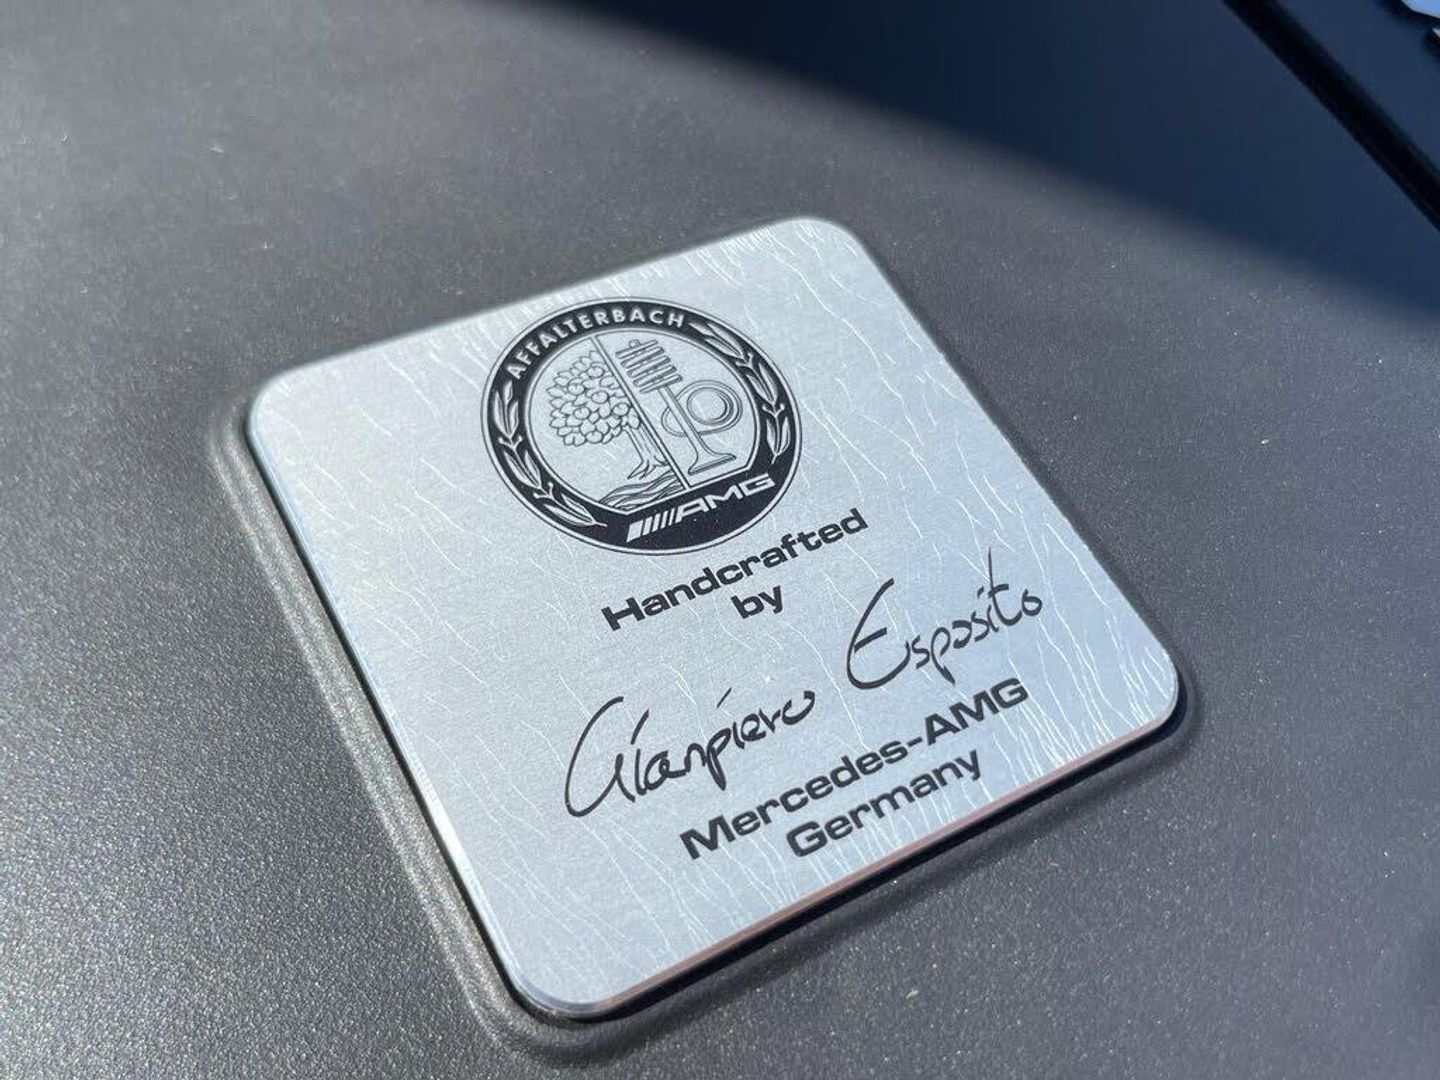 AFFALTERBACH
AMG
Handcrafted
by
Gianpiero Esposito
Mercedes-AMG
Germany